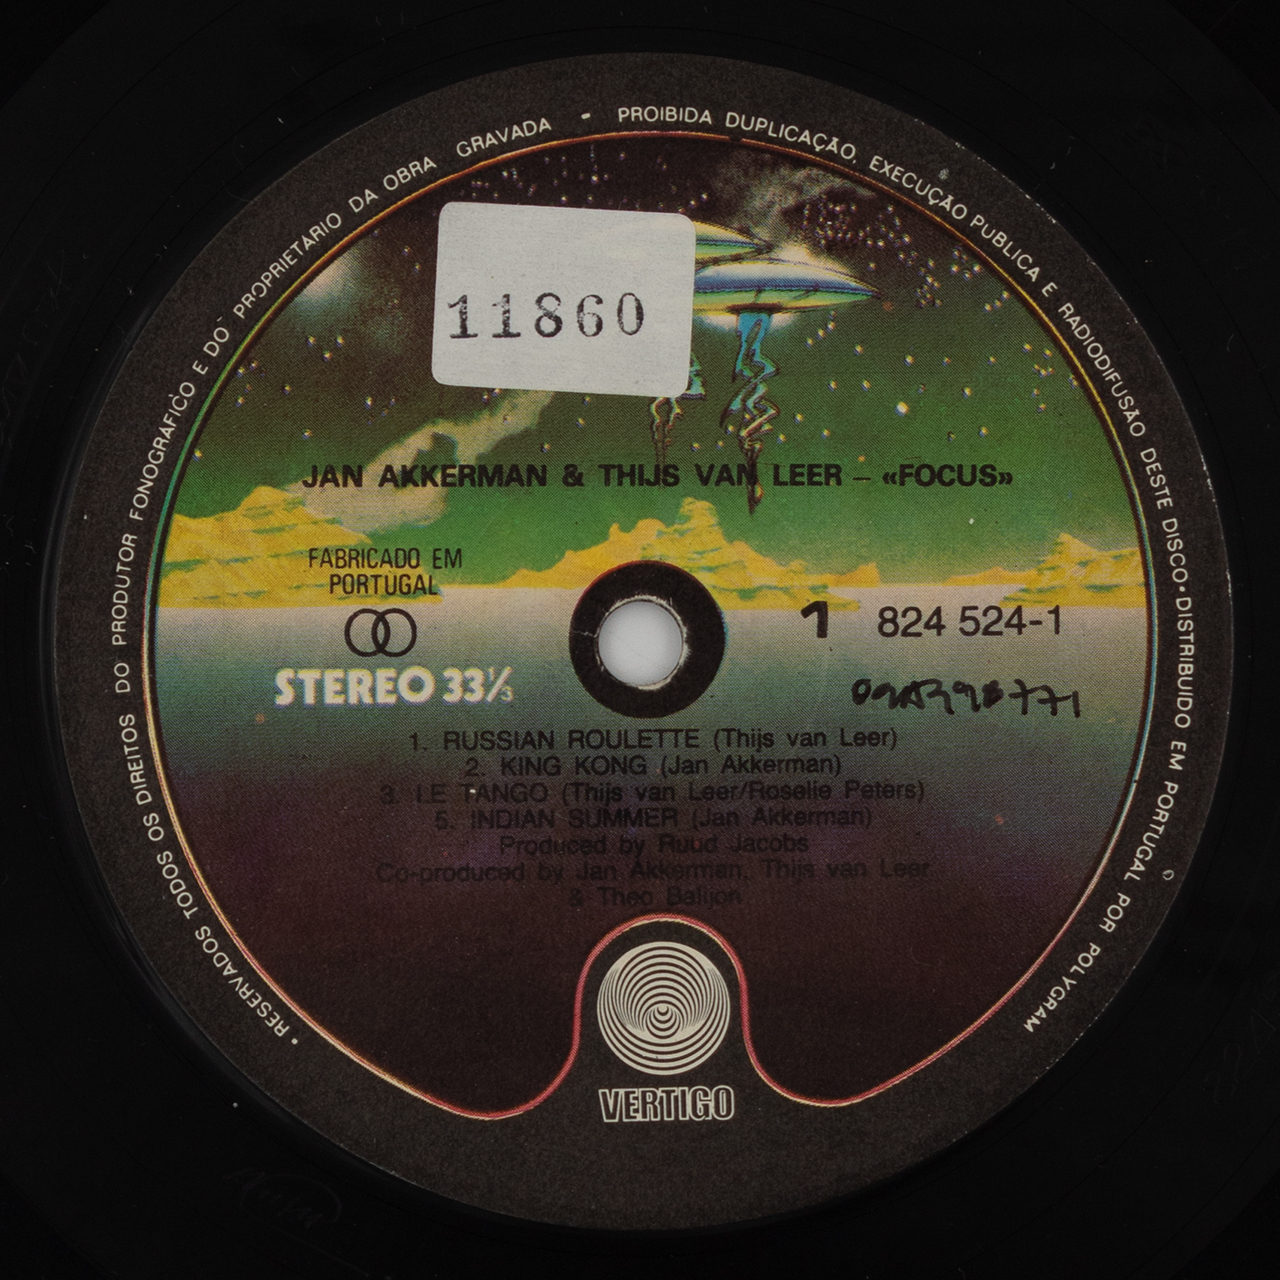 • RESERVADOS TODOS OS DIREITOS DO PRODUTOR FONOGRÁFICO E DO PROPRIETARIO DA OBRA GRAVADA • PROIBIDA DUPLICAÇÃO, EXECUÇÃO PUBLICA E RADIODIFUSÃO DESTE DISCO • DISTRIBUIDO EM PORTUGAL POR POLYGRAM
11860
JAN AKKERMAN & THIJS VAN LEER – «FOCUS»
FABRICADO EM
PORTUGAL
1 824 524-1
STEREO 33⅓
1. RUSSIAN ROULETTE (Thijs van Leer)
2. KING KONG (Jan Akkerman)
3. LE TANGO (Thijs van Leer/Roselie Peters)
5. INDIAN SUMMER (Jan Akkerman)
Produced by Ruud Jacobs
Co-produced by Jan Akkerman, Thijs van Leer
& Theo Balijon
VERTIGO